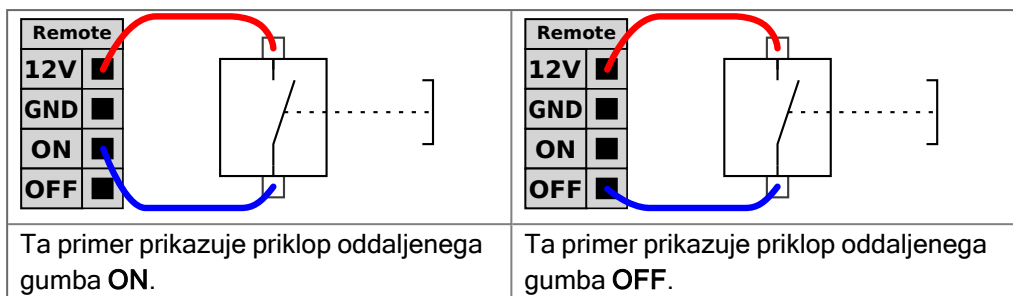 Remote
12V
GND
ON
OFF
Ta primer prikazuje priklop oddaljenega
gumba ON.
Remote
12V
GND
ON
OFF
Ta primer prikazuje priklop oddaljenega
gumba OFF.